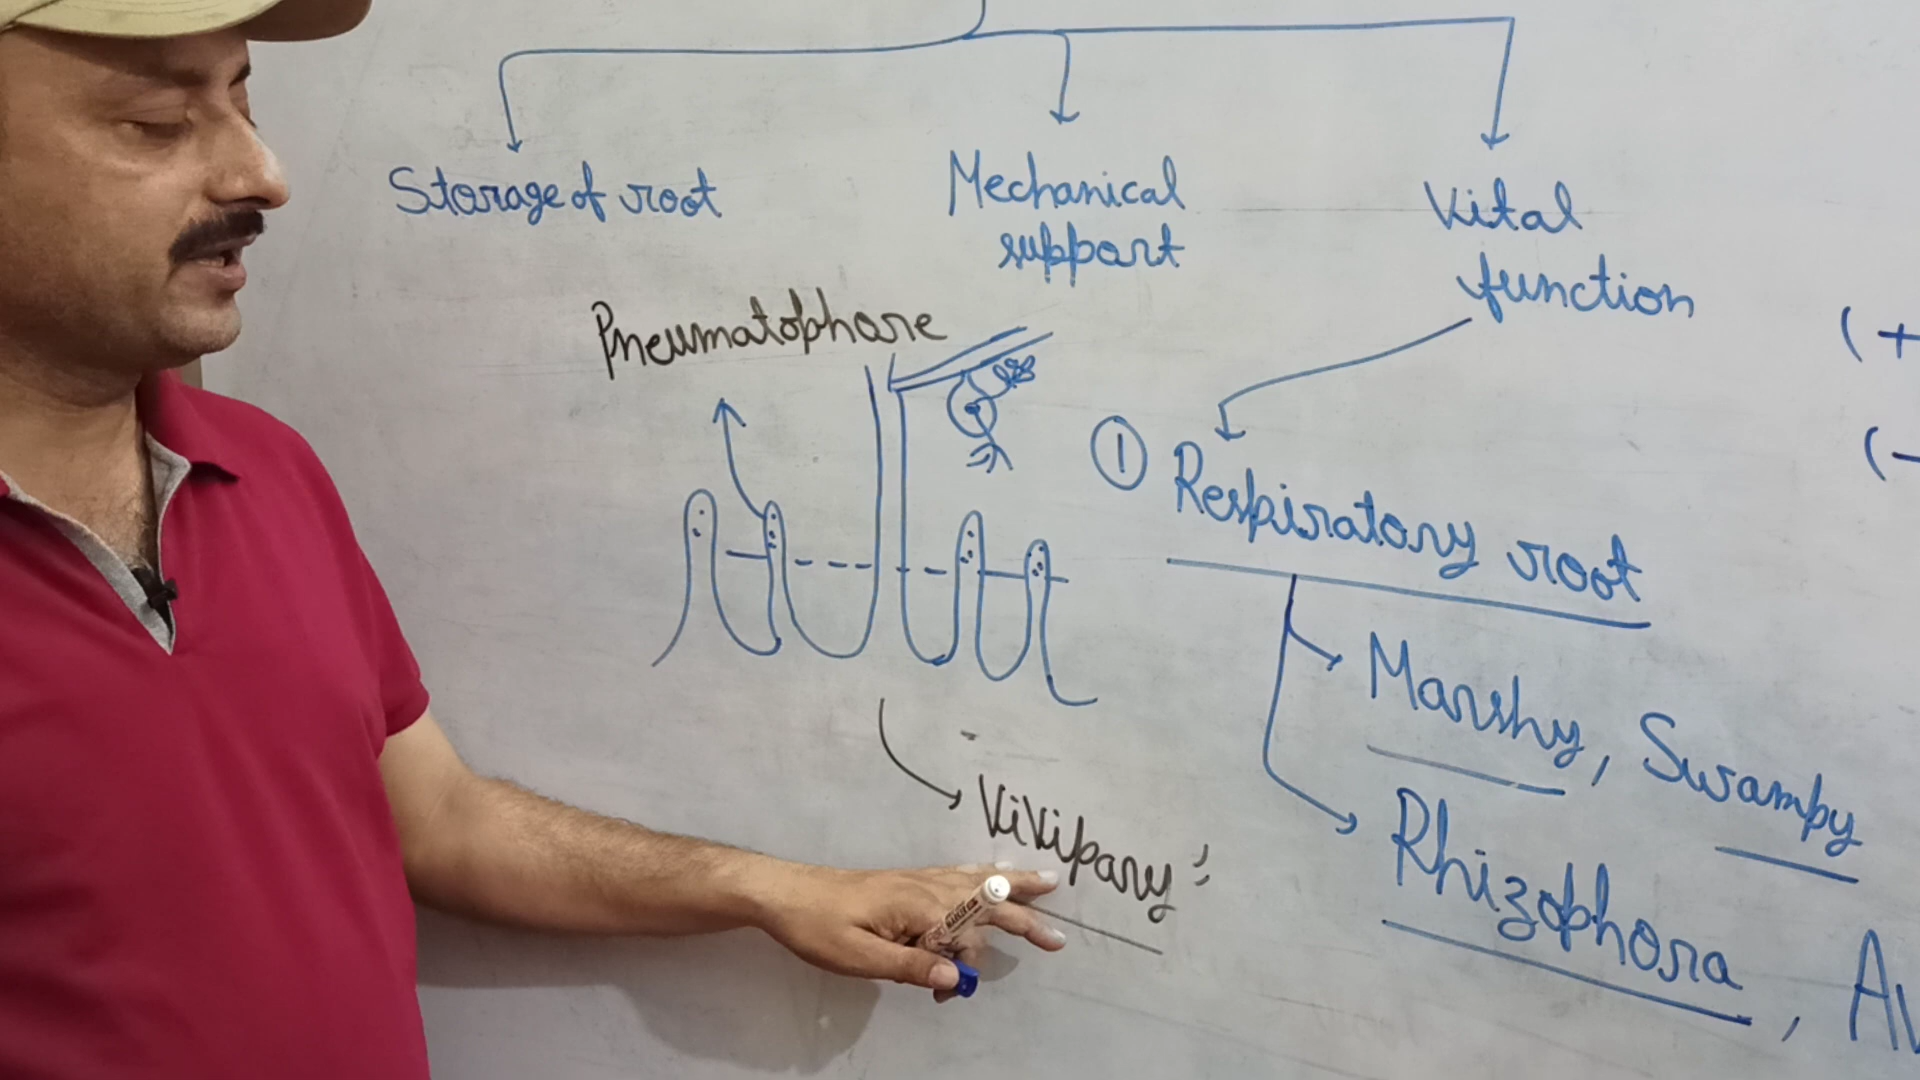 Storage of root
Mechanical
support
Vital
function
Pneumatophore
(+
(-
① Respiratory root
Marshy, Swampy
Vivipary :
Rhizophora, Av